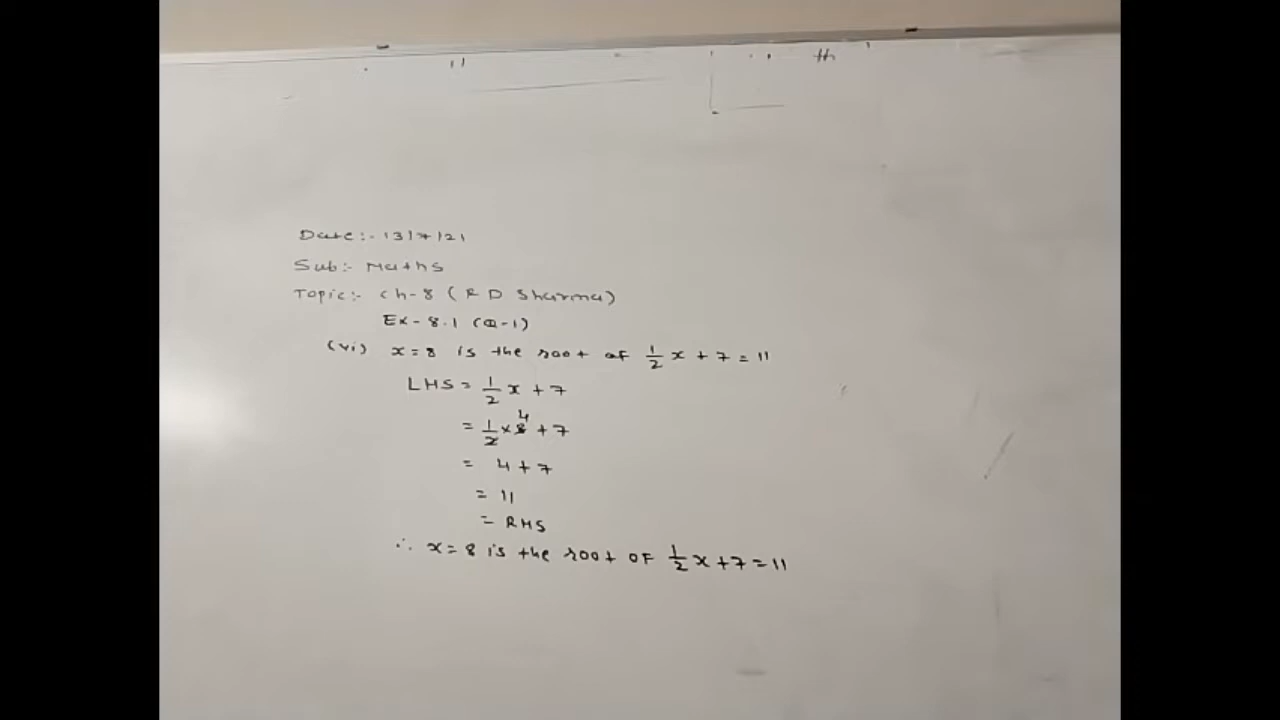 Date:- 13/7/21
Sub:- Maths
Topic:- ch-8 (R D Sharma)
Ex- 8.1 (Q-1)
(vi) x=8 is the root of 1/2 x + 7 = 11
LHS = 1/2 x + 7
= 1/2 × 8 4 + 7
= 4 + 7
= 11
= RHS
∴ x=8 is the root of 1/2 x + 7 = 11